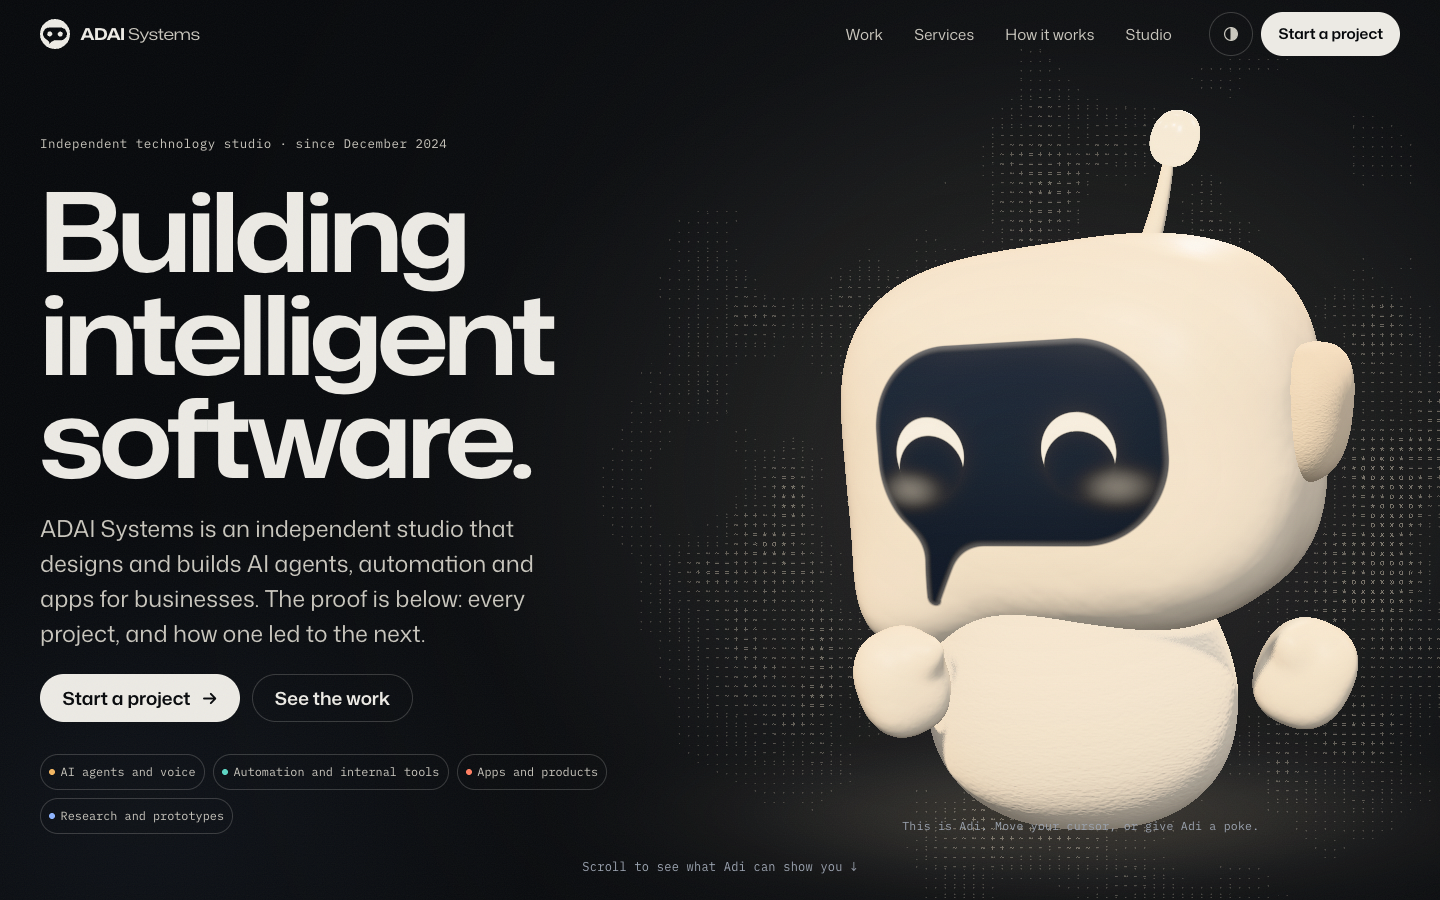 ADAI Systems
Work
Services
How it works
Studio
Start a project
Independent technology studio · since December 2024
Building
intelligent
software.
ADAI Systems is an independent studio that
designs and builds AI agents, automation and
apps for businesses. The proof is below: every
project, and how one led to the next.
Start a project →
See the work
AI agents and voice
Automation and internal tools
Apps and products
Research and prototypes
This is Adi. Move your cursor, or give Adi a poke.
Scroll to see what Adi can show you ↓